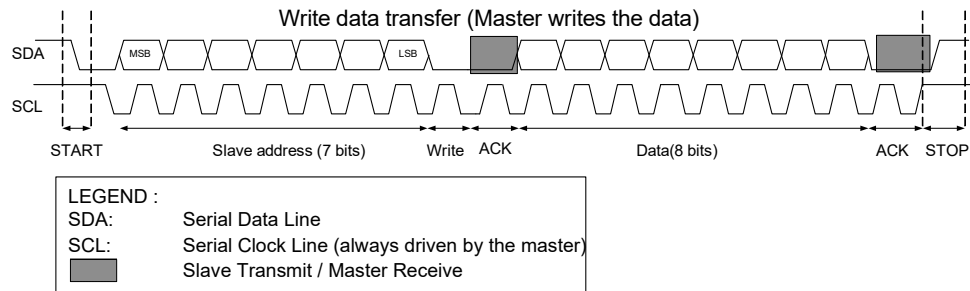 Write data transfer (Master writes the data)
SDA MSB LSB
SCL
START Slave address (7 bits) Write ACK Data(8 bits) ACK STOP
LEGEND :
SDA: Serial Data Line
SCL: Serial Clock Line (always driven by the master)
Slave Transmit / Master Receive